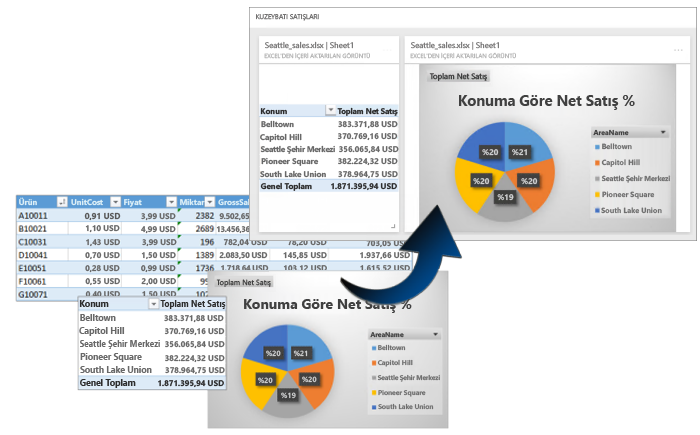 KUZEYBATI SATIŞLARI
Seattle_sales.xlsx | Sheet1
EXCEL'DEN İÇERİ AKTARILAN GÖRÜNTÜ
Konum Toplam Net Satış
Belltown 383.371,88 USD
Capitol Hill 370.769,16 USD
Seattle Şehir Merkezi 356.065,84 USD
Pioneer Square 382.224,32 USD
South Lake Union 378.964,75 USD
Genel Toplam 1.871.395,94 USD
Seattle_sales.xlsx | Sheet1
EXCEL'DEN İÇERİ AKTARILAN GÖRÜNTÜ
Toplam Net Satış
Konuma Göre Net Satış %
%20 %21
%20 %20
%19
AreaName
Belltown
Capitol Hill
Seattle Şehir Merkezi
Pioneer Square
South Lake Union
Ürün UnitCost Fiyat Miktar
A10011 0,91 USD 3,99 USD 2382
B10021 1,10 USD 4,99 USD 2689
C10031 1,43 USD 3,99 USD 196 782,04 USD 78,20 USD 703,05 USD
D10041 0,70 USD 1,50 USD 1389 2.083,50 USD 145,85 USD 1.937,66 USD
E10051 0,28 USD 0,99 USD 1736 1.718,64 USD 103,12 USD 1.615,52 USD
F10061 0,55 USD 2,00 USD
G10071 0,40 USD 1,50 USD
Konum Toplam Net Satış
Belltown 383.371,88 USD
Capitol Hill 370.769,16 USD
Seattle Şehir Merkezi 356.065,84 USD
Pioneer Square 382.224,32 USD
South Lake Union 378.964,75 USD
Genel Toplam 1.871.395,94 USD
Toplam Net Satış
Konuma Göre Net Satış %
%20 %21
%20 %20
%19
AreaName
Belltown
Capitol Hill
Seattle Şehir Merkezi
Pioneer Square
South Lake Union